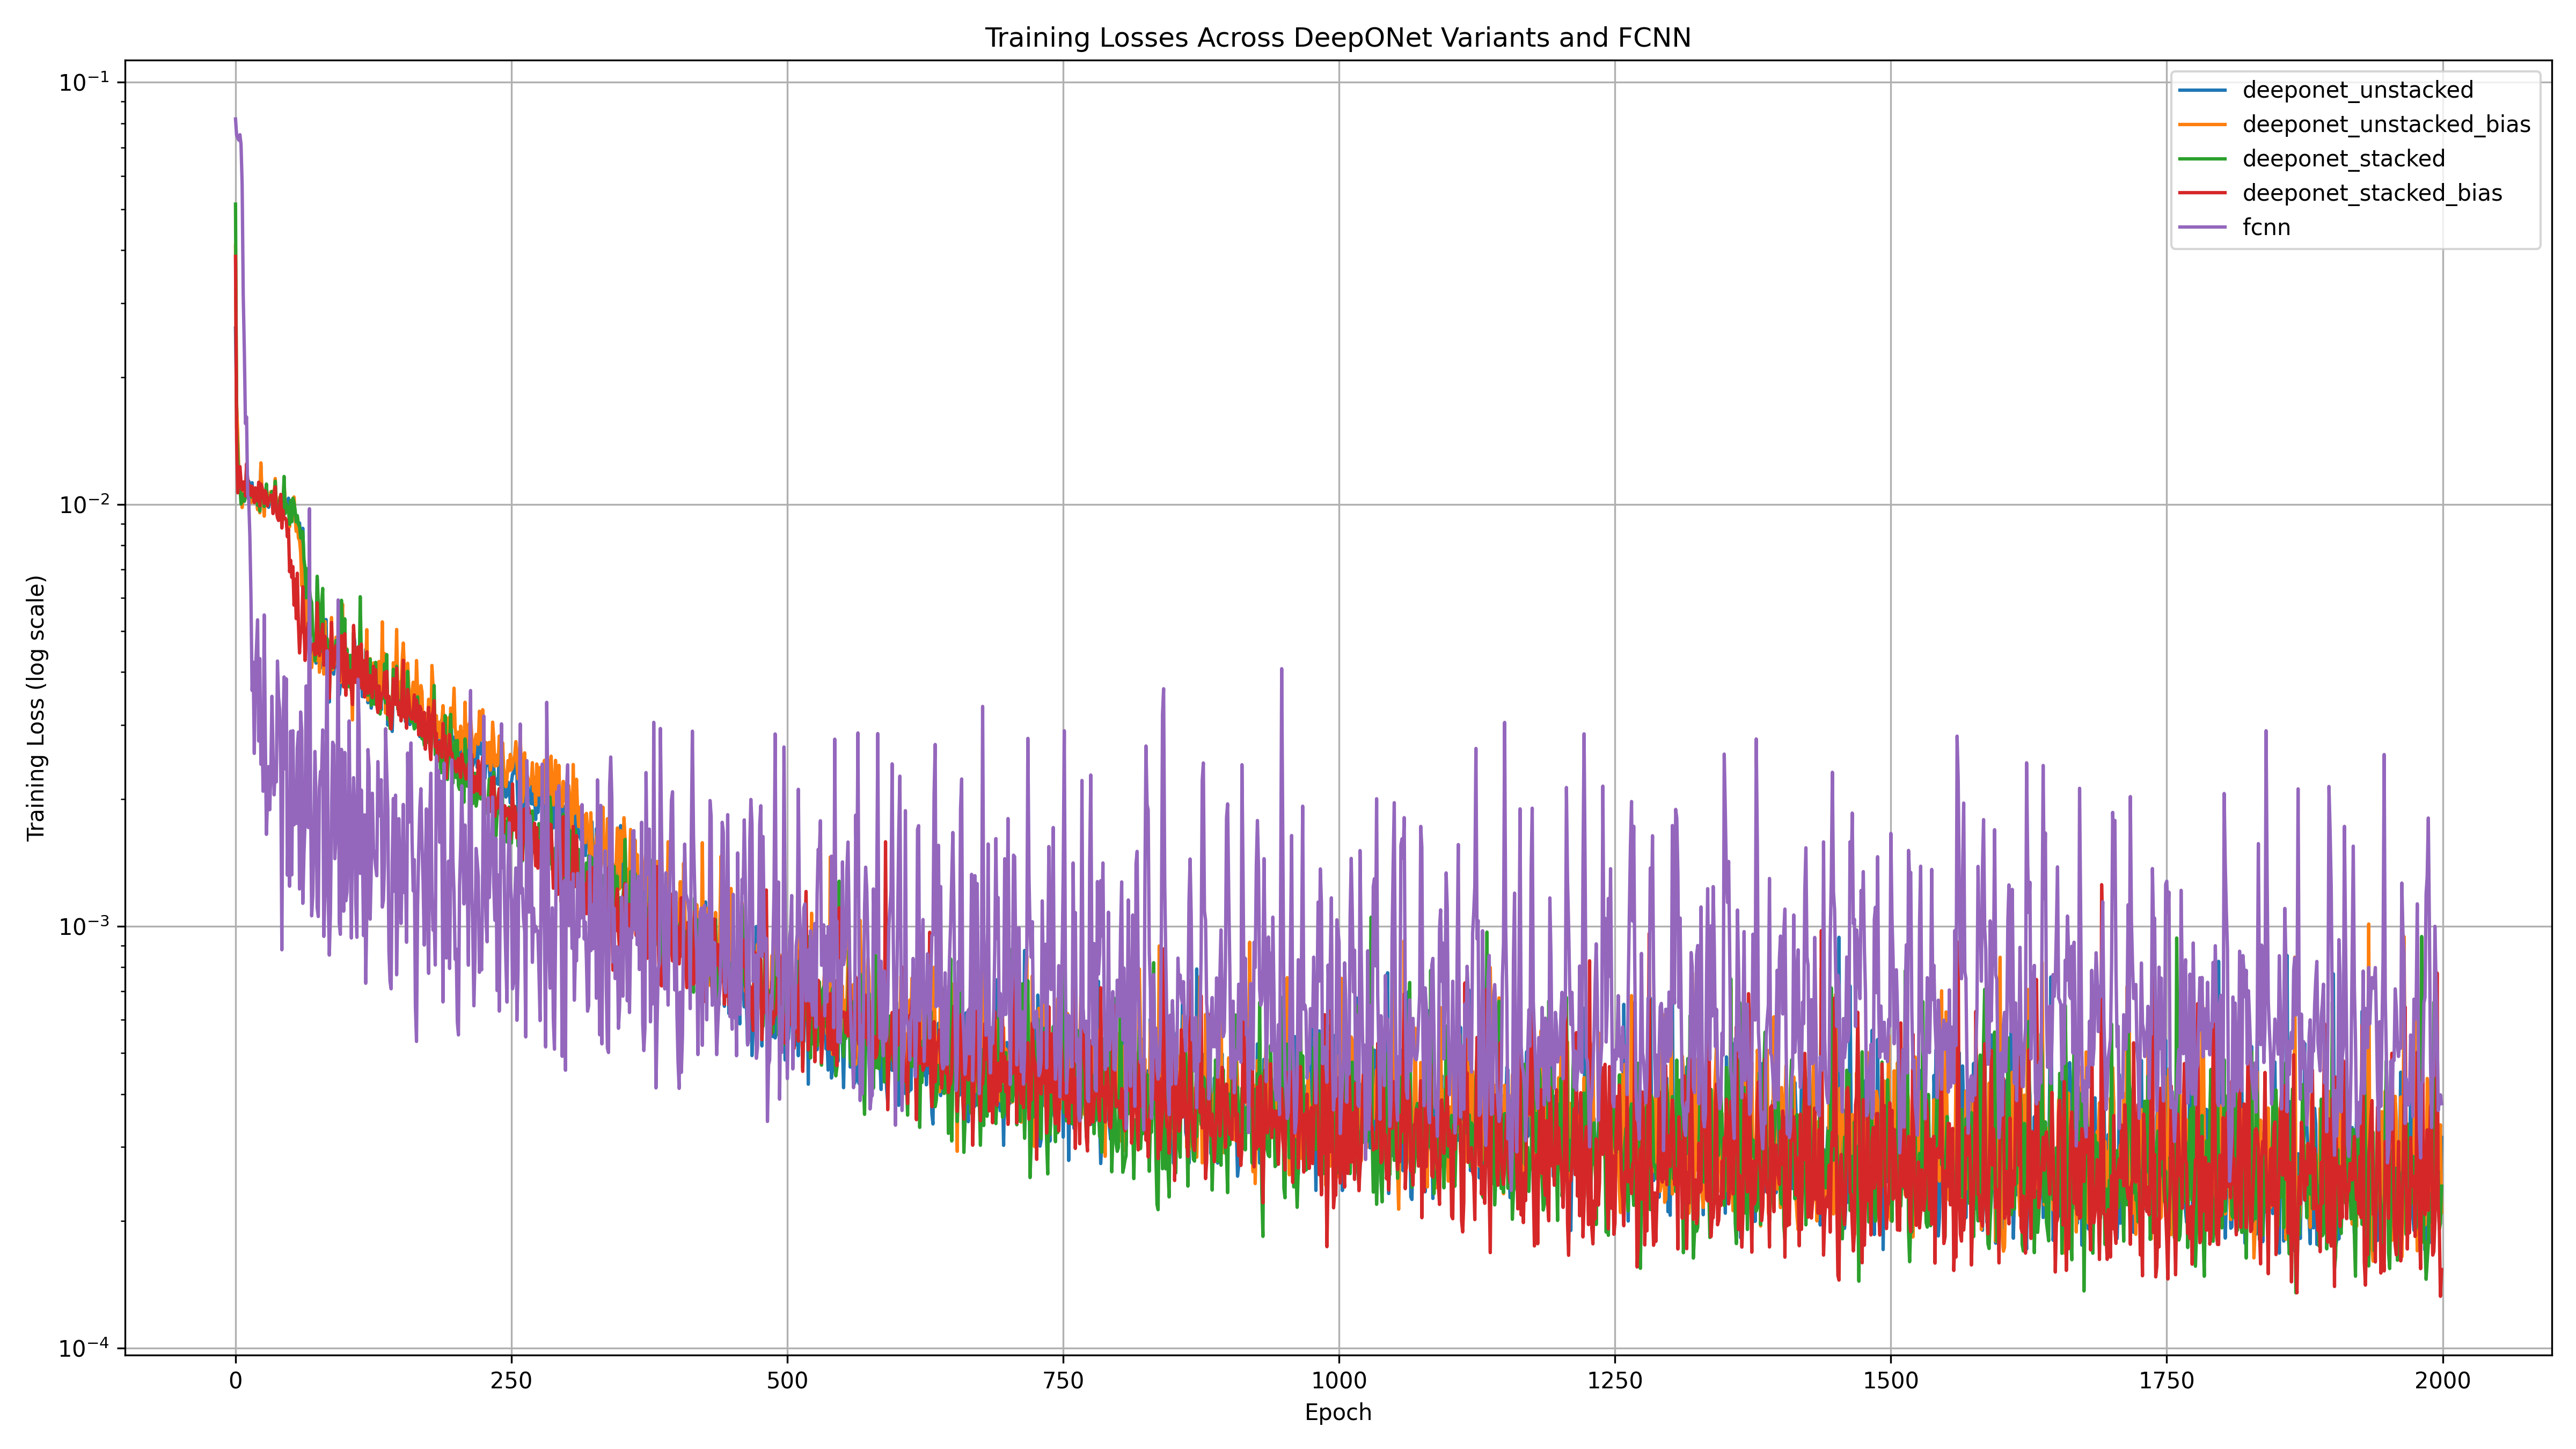 Training Losses Across DeepONet Variants and FCNN
deeponet_unstacked
deeponet_unstacked_bias
deeponet_stacked
deeponet_stacked_bias
fcnn
Training Loss (log scale)
10⁻¹
10⁻²
10⁻³
10⁻⁴
0 250 500 750 1000 1250 1500 1750 2000
Epoch